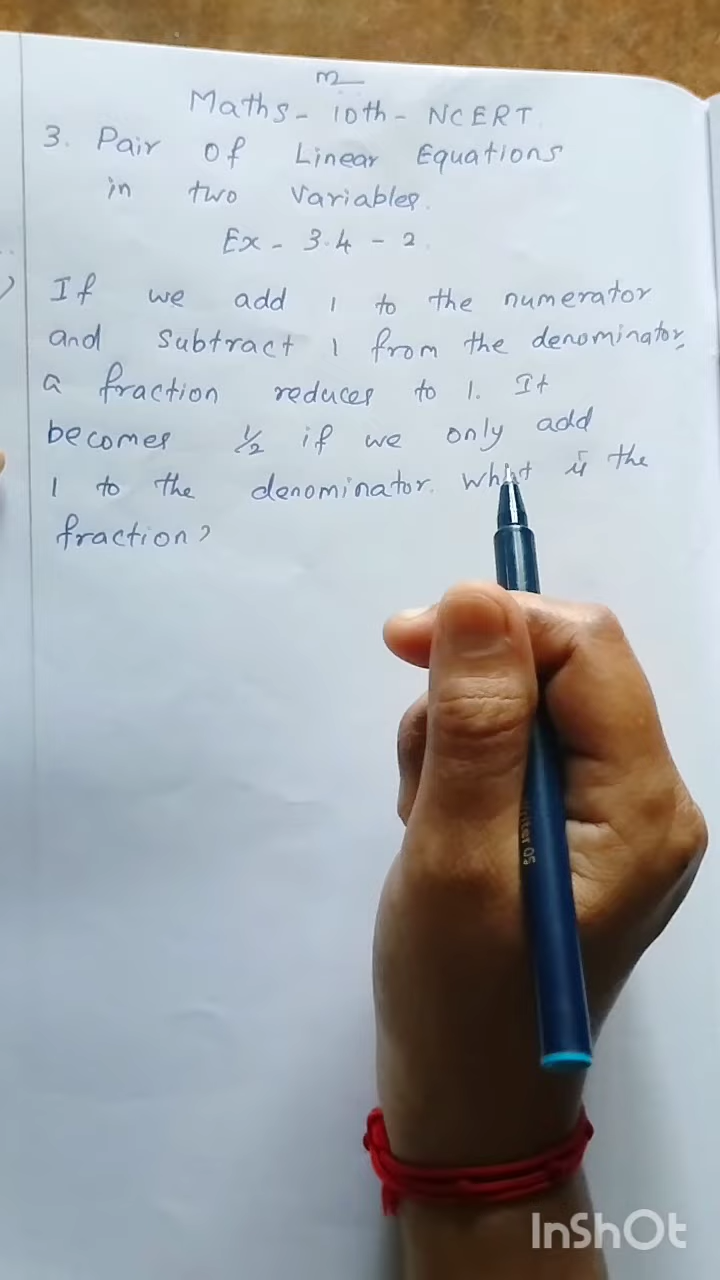 m
Maths - 10th - NCERT
3. Pair of Linear Equations
in two Variables.
Ex - 3.4 - 2.
If we add 1 to the numerator
and subtract 1 from the denominator,
a fraction reduces to 1. It
becomes 1/2 if we only add
1 to the denominator. What is the
fraction?
InShOt